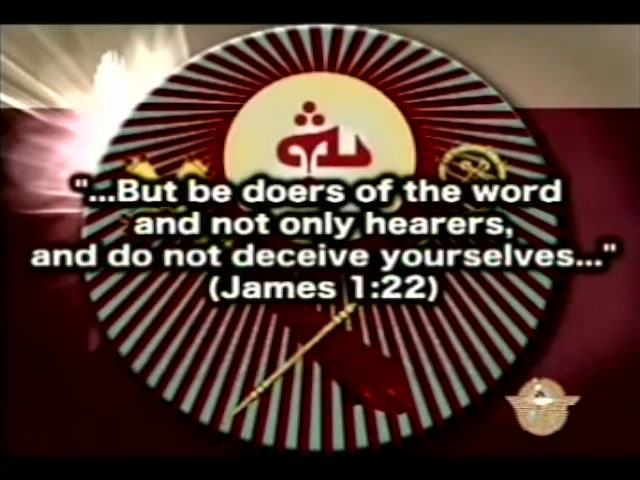 "...But be doers of the word
and not only hearers,
and do not deceive yourselves..."
(James 1:22)